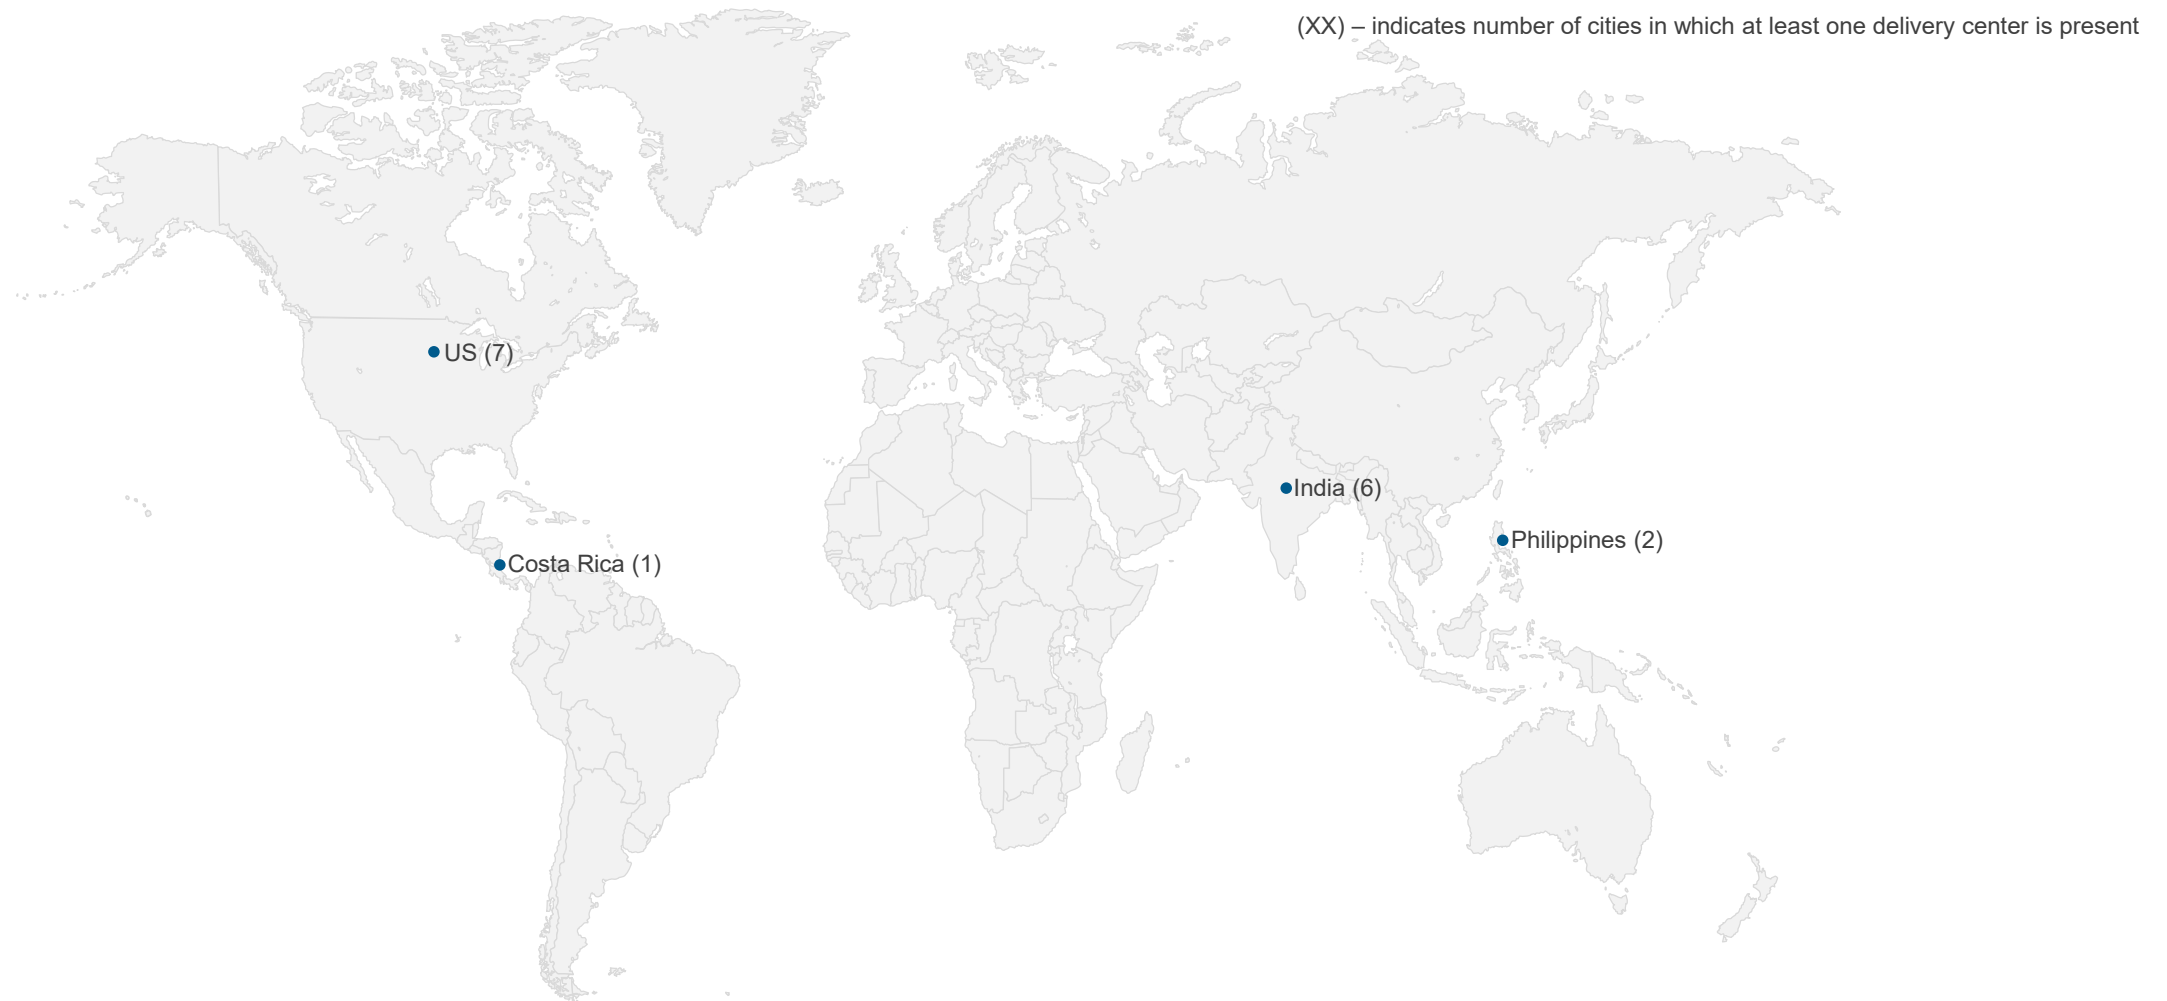 (XX) – indicates number of cities in which at least one delivery center is present
US (7)
India (6)
Philippines (2)
Costa Rica (1)